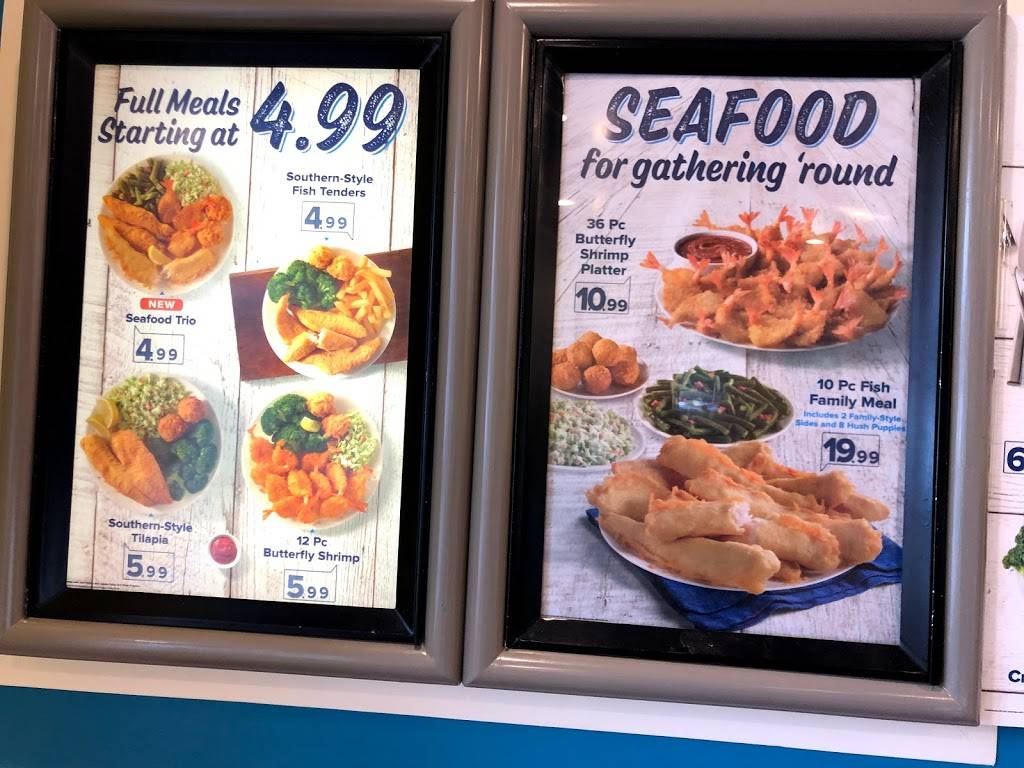 Full Meals
Starting at
4.99
Southern-Style
Fish Tenders
4.99
NEW
Seafood Trio
4.99
Southern-Style
Tilapia
5.99
12 Pc
Butterfly Shrimp
5.99
SEAFOOD
for gathering 'round
36 Pc
Butterfly
Shrimp
Platter
10.99
10 Pc Fish
Family Meal
Includes 2 Family-Style
Sides and 8 Hush Puppies
19.99
6